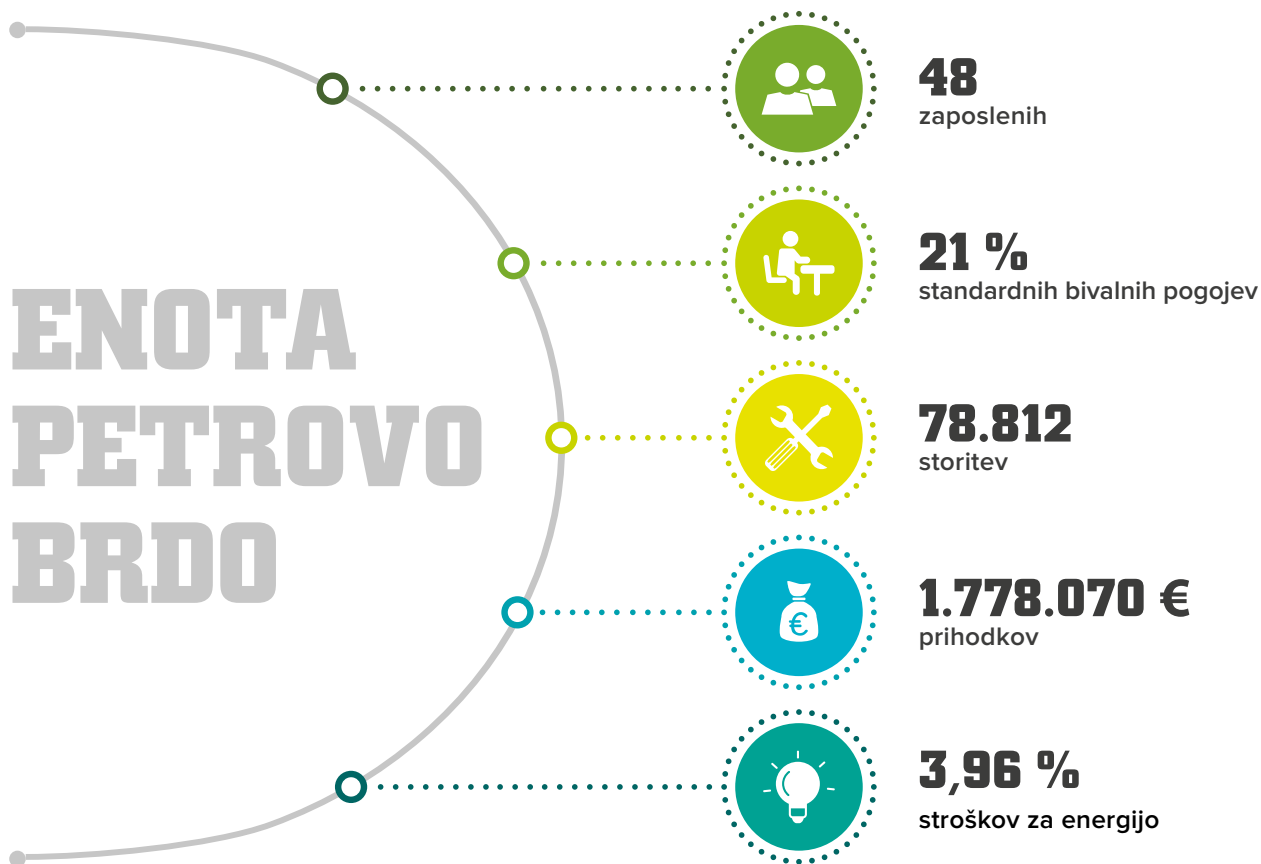 ENOTA
PETROVO
BRDO
48
zaposlenih
21 %
standardnih bivalnih pogojev
78.812
storitev
1.778.070 €
prihodkov
3,96 %
stroškov za energijo